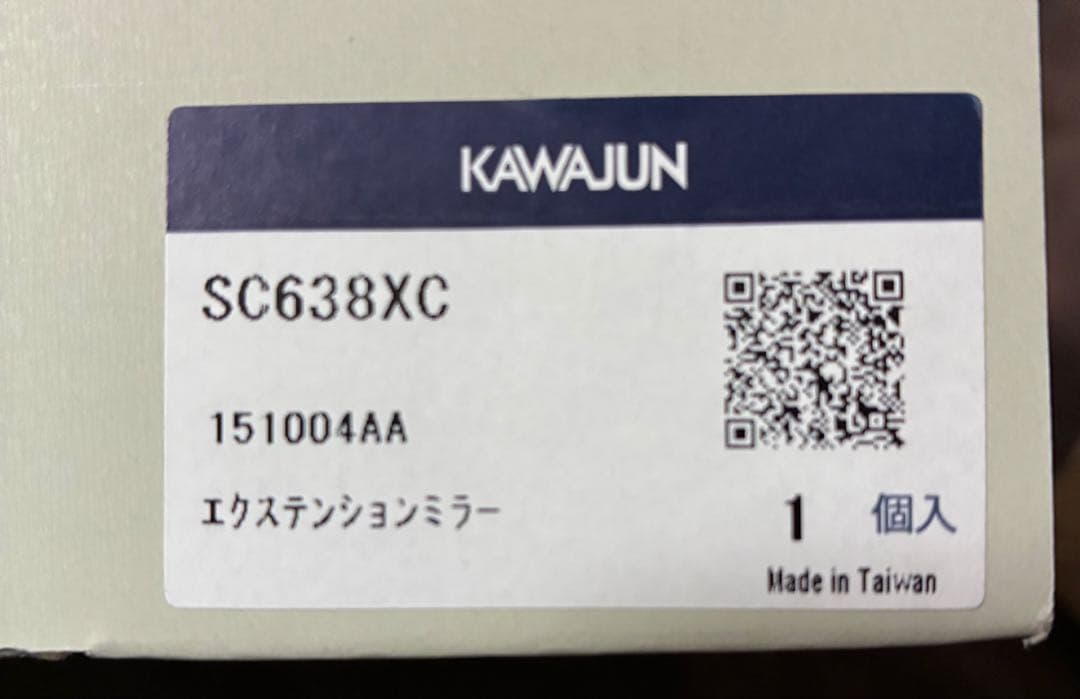 KAWAJUN
SC638XC
151004AA
エクステンションミラー
1 個入
Made in Taiwan